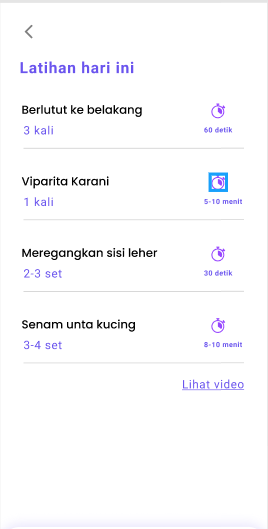 Latihan hari ini
Berlutut ke belakang
3 kali
60 detik
Viparita Karani
1 kali
5-10 menit
Meregangkan sisi leher
2-3 set
30 detik
Senam unta kucing
3-4 set
8-10 menit
Lihat video